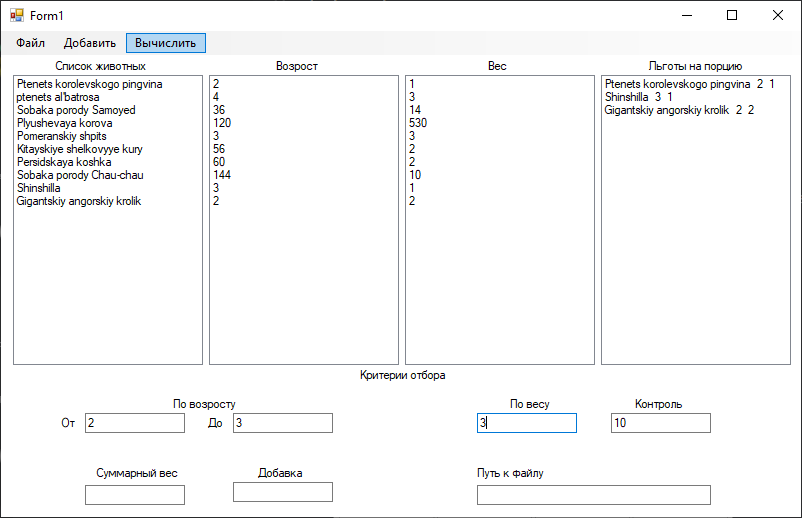 Form1
Файл Добавить Вычислить
Список животных Возрост Вес Льготы на порцию
Ptenets korolevskogo pingvina 2 1 Ptenets korolevskogo pingvina 2 1
ptenets al'batrosa 4 3 Shinshilla 3 1
Sobaka porody Samoyed 36 14 Gigantskiy angorskiy krolik 2 2
Plyushevaya korova 120 530
Pomeranskiy shpits 3 3
Kitayskiye shelkovyye kury 56 2
Persidskaya koshka 60 2
Sobaka porody Chau-chau 144 10
Shinshilla 3 1
Gigantskiy angorskiy krolik 2 2
Критерии отбора
По возросту По весу Контроль
От 2 До 3 3 10
Суммарный вес Добавка Путь к файлу